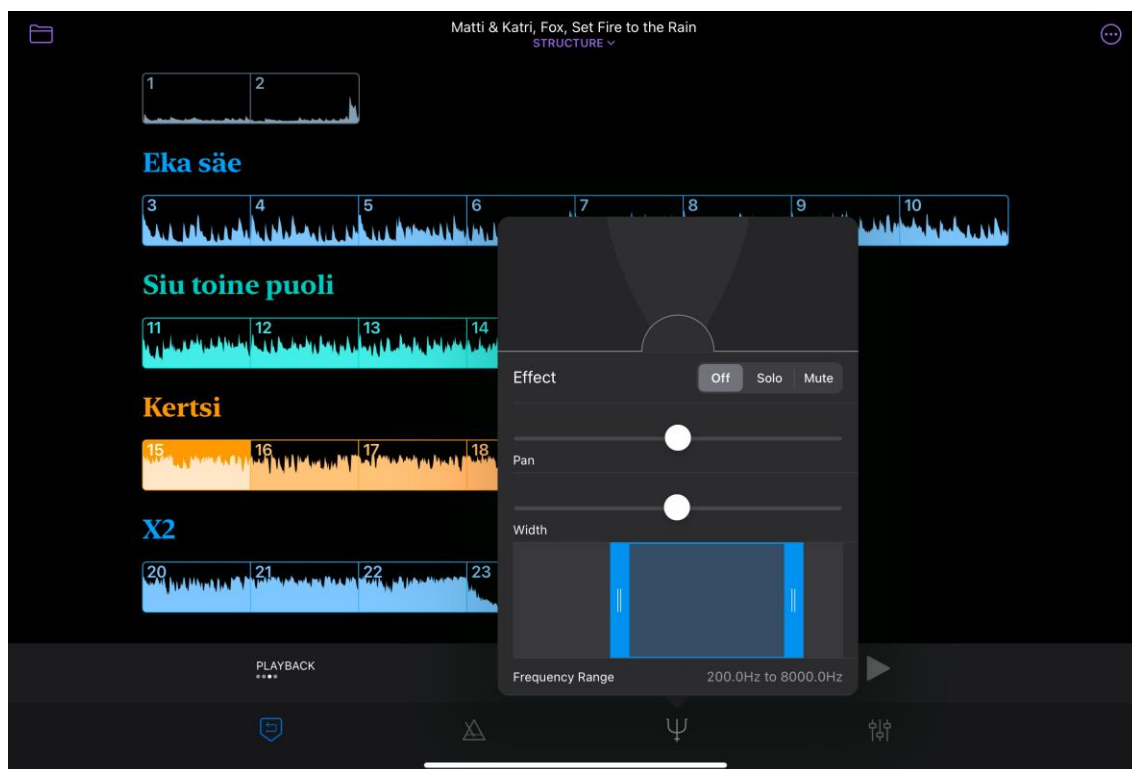 Matti & Katri, Fox, Set Fire to the Rain
STRUCTURE
1 2
Eka säe
3 4 5 6 7 8 9 10
Siu toine puoli
11 12 13 14
Kertsi
15 16 17 18
X2
20 21 22 23
Effect Off Solo Mute
Pan
Width
Frequency Range 200.0Hz to 8000.0Hz
PLAYBACK